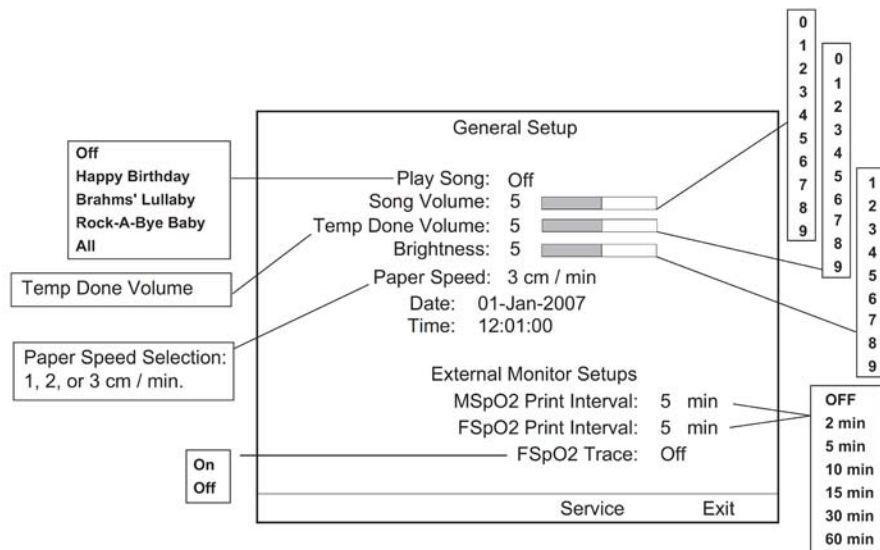 General Setup
Play Song: Off
Song Volume: 5
Temp Done Volume: 5
Brightness: 5
Paper Speed: 3 cm / min
Date: 01-Jan-2007
Time: 12:01:00
External Monitor Setups
MSpO2 Print Interval: 5 min
FSpO2 Print Interval: 5 min
FSpO2 Trace: Off
Service Exit
Off
Happy Birthday
Brahms' Lullaby
Rock-A-Bye Baby
All
Temp Done Volume
Paper Speed Selection:
1, 2, or 3 cm / min.
On
Off
0
1
2
3
4
5
6
7
8
9
0
1
2
3
4
5
6
7
8
9
1
2
3
4
5
6
7
8
9
OFF
2 min
5 min
10 min
15 min
30 min
60 min